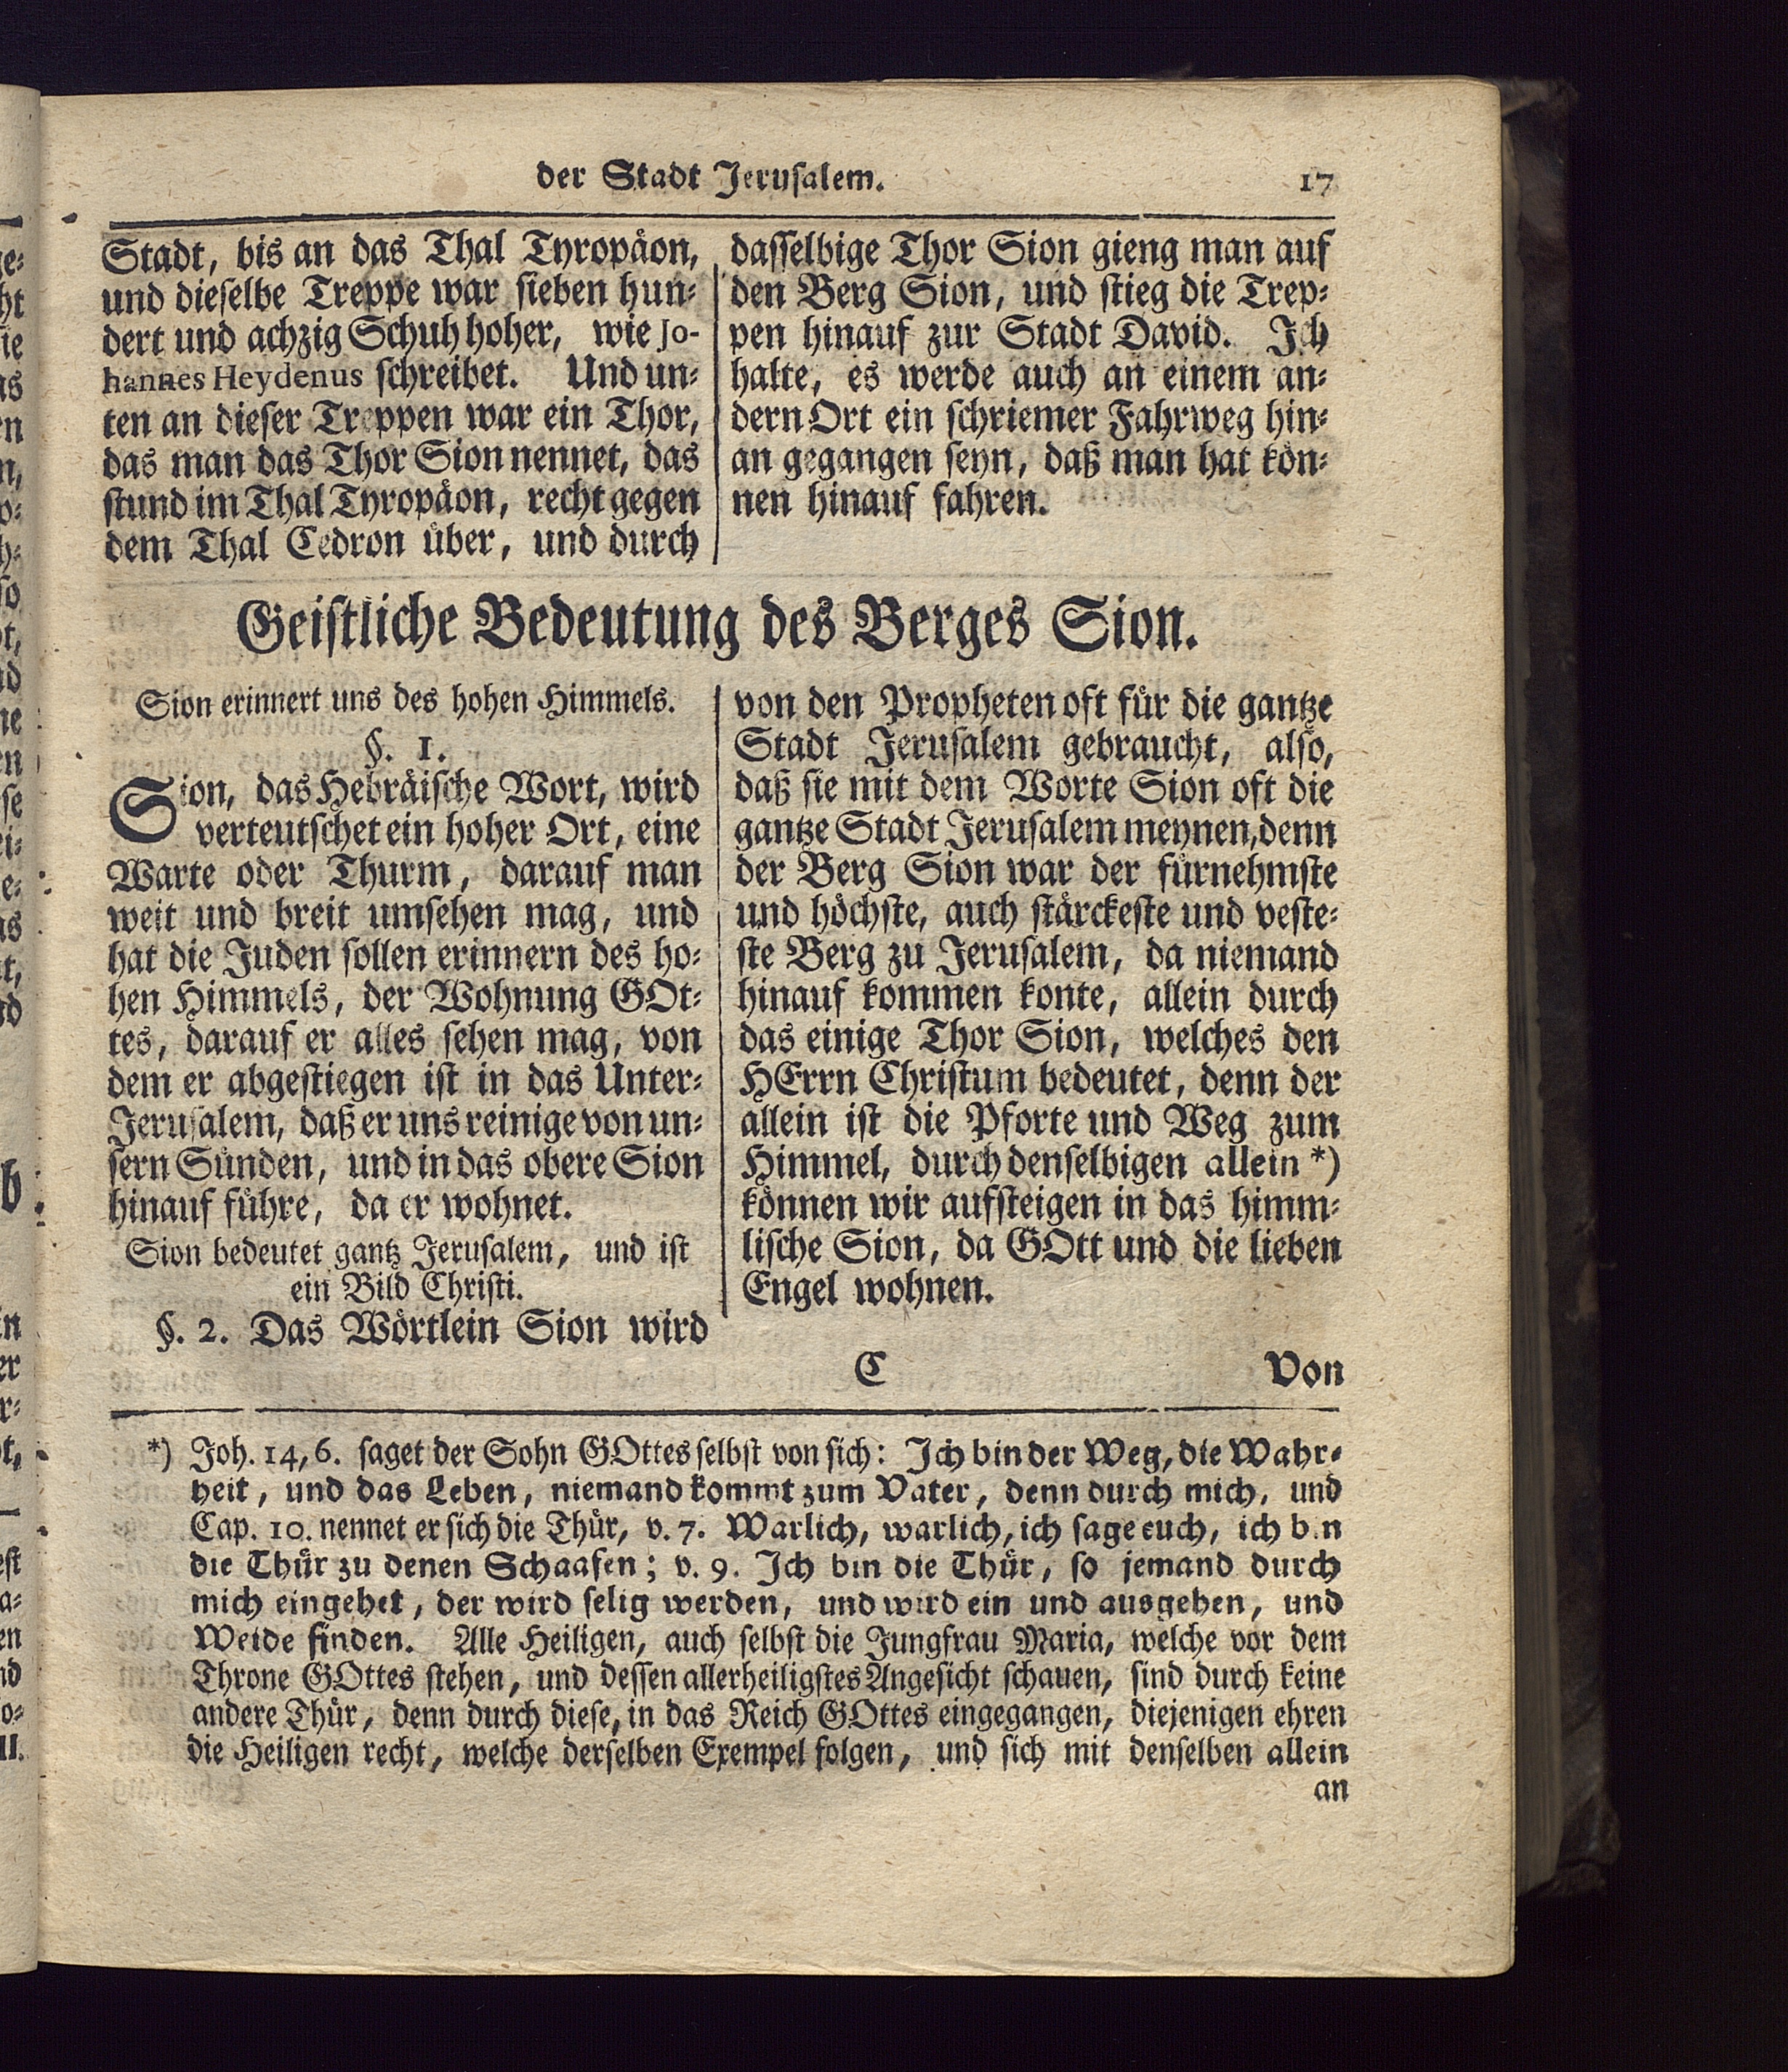 der Stadt Jerusalem. 17
Stadt, bis an das Thal Tyropäon,
und dieselbe Treppe war sieben hun-
dert und achzig Schuh hoher, wie Jo-
hannes Heydenus schreibet. Und un-
ten an dieser Treppen war ein Thor,
das man das Thor Sion nennet, das
stund im Thal Tyropäon, recht gegen
dem Thal Cedron über, und durch
dasselbige Thor Sion gieng man auf
den Berg Sion, und stieg die Trep-
pen hinauf zur Stadt David. Ich
halte, es werde auch an einem an-
dern Ort ein schriemer Fahrweg hin-
an gegangen seyn, daß man hat kön-
nen hinauf fahren.
Geistliche Bedeutung des Berges Sion.
Sion erinnert uns des hohen Himmels.
§. 1.
Sion, das Hebräische Wort, wird
verteutschet ein hoher Ort, eine
Warte oder Thurm, darauf man
weit und breit umsehen mag, und
hat die Juden sollen erinnern des ho-
hen Himmels, der Wohnung GOt-
tes, darauf er alles sehen mag, von
dem er abgestiegen ist in das Unter-
Jerusalem, daß er uns reinige von un-
sern Sünden, und in das obere Sion
hinauf führe, da er wohnet.
Sion bedeutet gantz Jerusalem, und ist
ein Bild Christi.
§. 2. Das Wörtlein Sion wird
von den Propheten oft für die gantze
Stadt Jerusalem gebraucht, also,
daß sie mit dem Worte Sion oft die
gantze Stadt Jerusalem meynen, denn
der Berg Sion war der fürnehmste
und höchste, auch stärckeste und veste-
ste Berg zu Jerusalem, da niemand
hinauf kommen konte, allein durch
das einige Thor Sion, welches den
HErrn Christum bedeutet, denn der
allein ist die Pforte und Weg zum
Himmel, durch denselbigen allein *)
können wir aufsteigen in das himm-
lische Sion, da GOtt und die lieben
Engel wohnen.
C Von
*) Joh. 14, 6. saget der Sohn GOttes selbst von sich: Ich bin der Weg, die Wahr-
heit, und das Leben, niemand kommt zum Vater, denn durch mich, und
Cap. 10. nennet er sich die Thür, v. 7. Warlich, warlich, ich sage euch, ich bin
die Thür zu denen Schaafen; v. 9. Ich bin die Thür, so jemand durch
mich eingehet, der wird selig werden, und wird ein und ausgehen, und
Weide finden. Alle Heiligen, auch selbst die Jungfrau Maria, welche vor dem
Throne GOttes stehen, und dessen allerheiligstes Angesicht schauen, sind durch keine
andere Thür, denn durch diese, in das Reich GOttes eingegangen, diejenigen ehren
die Heiligen recht, welche derselben Exempel folgen, und sich mit denselben allein
an